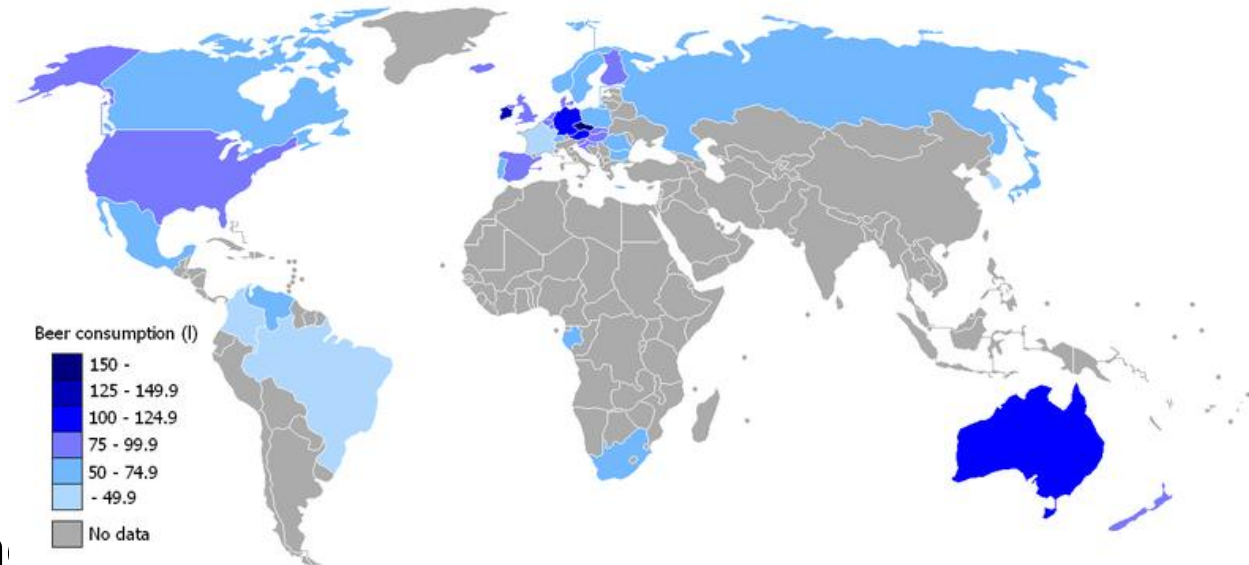 Beer consumption (l)
150 -
125 - 149.9
100 - 124.9
75 - 99.9
50 - 74.9
- 49.9
No data